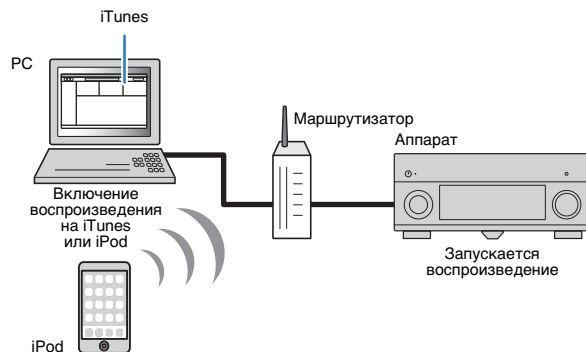 iTunes
PC
Маршрутизатор
Аппарат
Включение
воспроизведения
на iTunes
или iPod
Запускается
воспроизведение
iPod